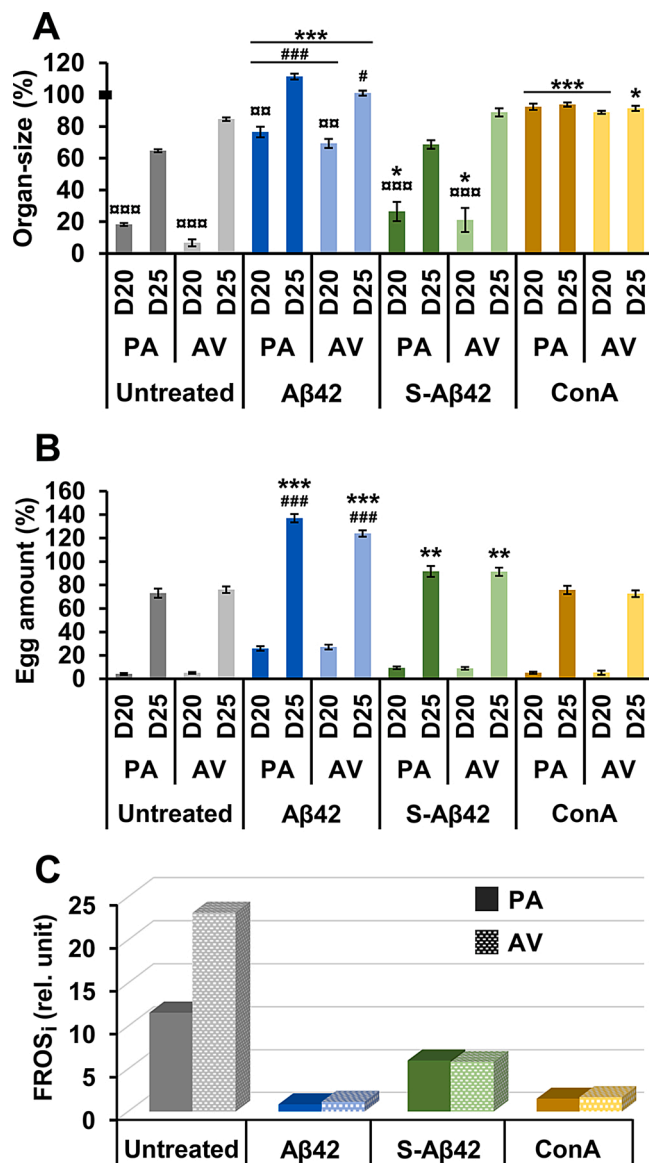 A
Organ-size (%)
120
100
80
60
40
20
0
¤¤¤ ¤¤¤ ¤¤ ¤¤ *** ### # * ¤¤¤ * ¤¤¤ *** *
D20 D25 D20 D25 D20 D25 D20 D25 D20 D25 D20 D25 D20 D25 D20 D25
PA AV PA AV PA AV PA AV
Untreated Aβ42 S-Aβ42 ConA
B
Egg amount (%)
160
140
120
100
80
60
40
20
0
*** *** ** **
### ###
D20 D25 D20 D25 D20 D25 D20 D25 D20 D25 D20 D25 D20 D25 D20 D25
PA AV PA AV PA AV PA AV
Untreated Aβ42 S-Aβ42 ConA
C
FROSi (rel. unit)
25
20
15
10
5
0
PA
AV
Untreated Aβ42 S-Aβ42 ConA